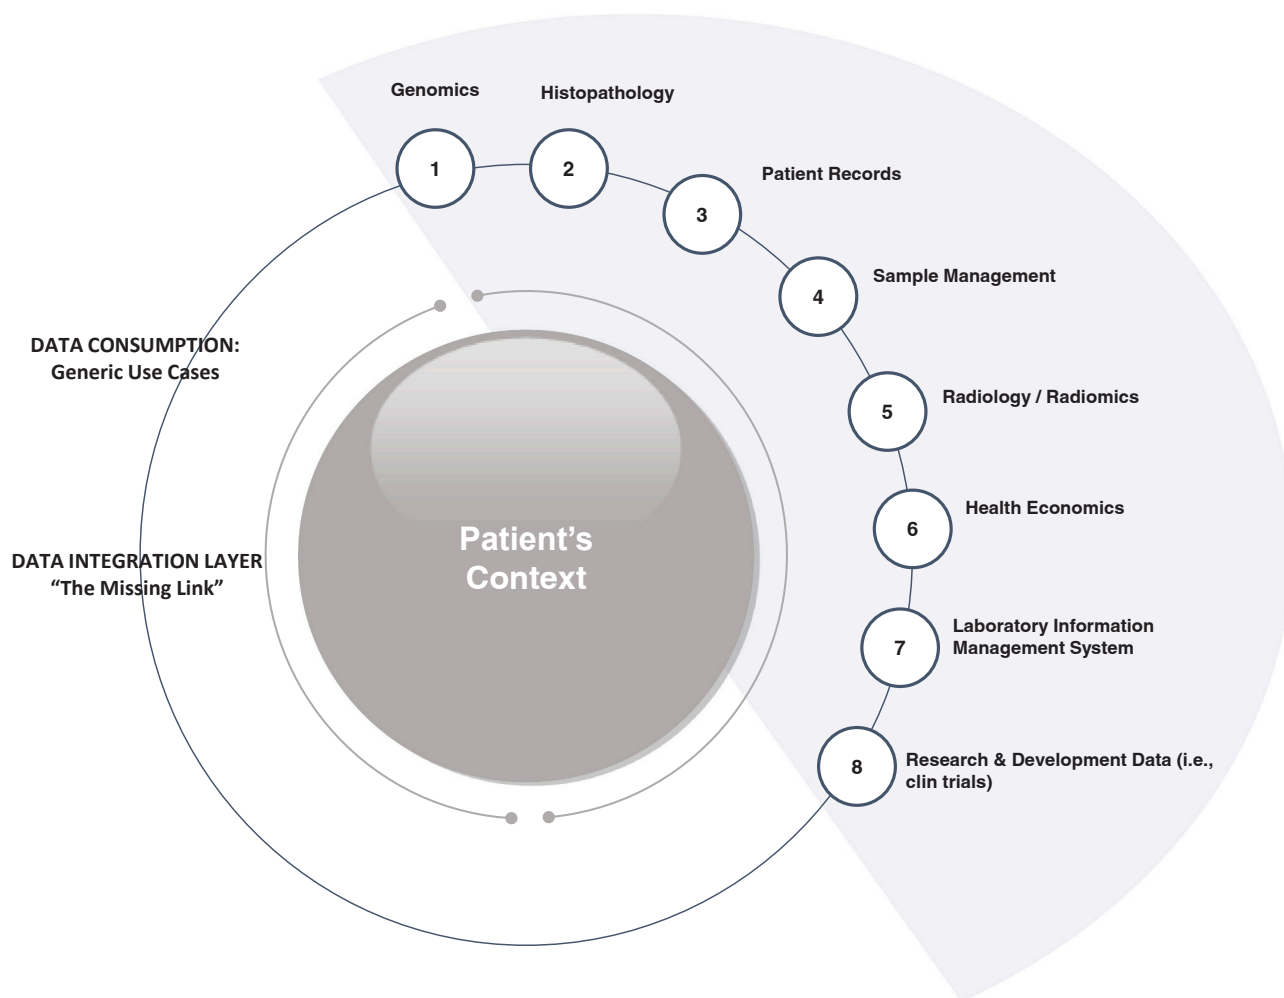 Genomics
Histopathology
1
2
Patient Records
3
Sample Management
4
DATA CONSUMPTION:
Generic Use Cases
Radiology / Radiomics
5
Health Economics
6
Patient’s
Context
DATA INTEGRATION LAYER
“The Missing Link”
Laboratory Information
Management System
7
Research & Development Data (i.e.,
clin trials)
8